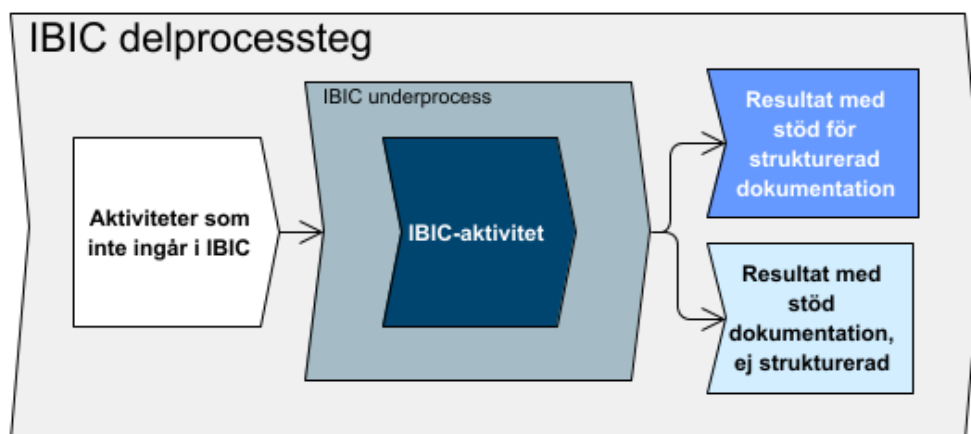 IBIC delprocessteg
IBIC underprocess
Aktiviteter som
inte ingår i IBIC
IBIC-aktivitet
Resultat med
stöd för
strukturerad
dokumentation
Resultat med
stöd
dokumentation,
ej strukturerad